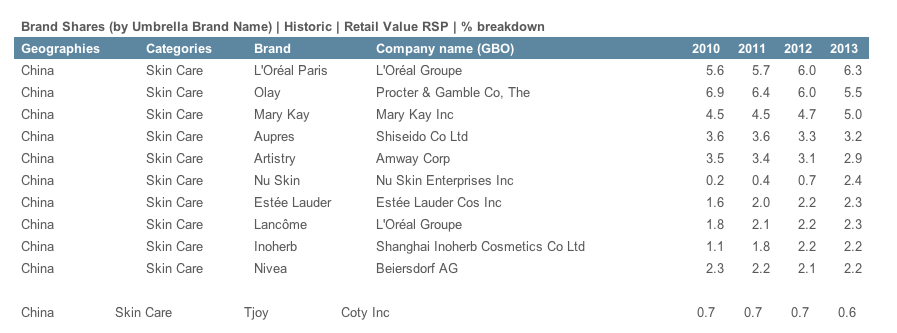 Brand Shares (by Umbrella Brand Name) | Historic | Retail Value RSP | % breakdown
Geographies Categories Brand Company name (GBO) 2010 2011 2012 2013
China Skin Care L'Oréal Paris L'Oréal Groupe 5.6 5.7 6.0 6.3
China Skin Care Olay Procter & Gamble Co, The 6.9 6.4 6.0 5.5
China Skin Care Mary Kay Mary Kay Inc 4.5 4.5 4.7 5.0
China Skin Care Aupres Shiseido Co Ltd 3.6 3.6 3.3 3.2
China Skin Care Artistry Amway Corp 3.5 3.4 3.1 2.9
China Skin Care Nu Skin Nu Skin Enterprises Inc 0.2 0.4 0.7 2.4
China Skin Care Estée Lauder Estée Lauder Cos Inc 1.6 2.0 2.2 2.3
China Skin Care Lancôme L'Oréal Groupe 1.8 2.1 2.2 2.3
China Skin Care Inoherb Shanghai Inoherb Cosmetics Co Ltd 1.1 1.8 2.2 2.2
China Skin Care Nivea Beiersdorf AG 2.3 2.2 2.1 2.2
China Skin Care Tjoy Coty Inc 0.7 0.7 0.7 0.6